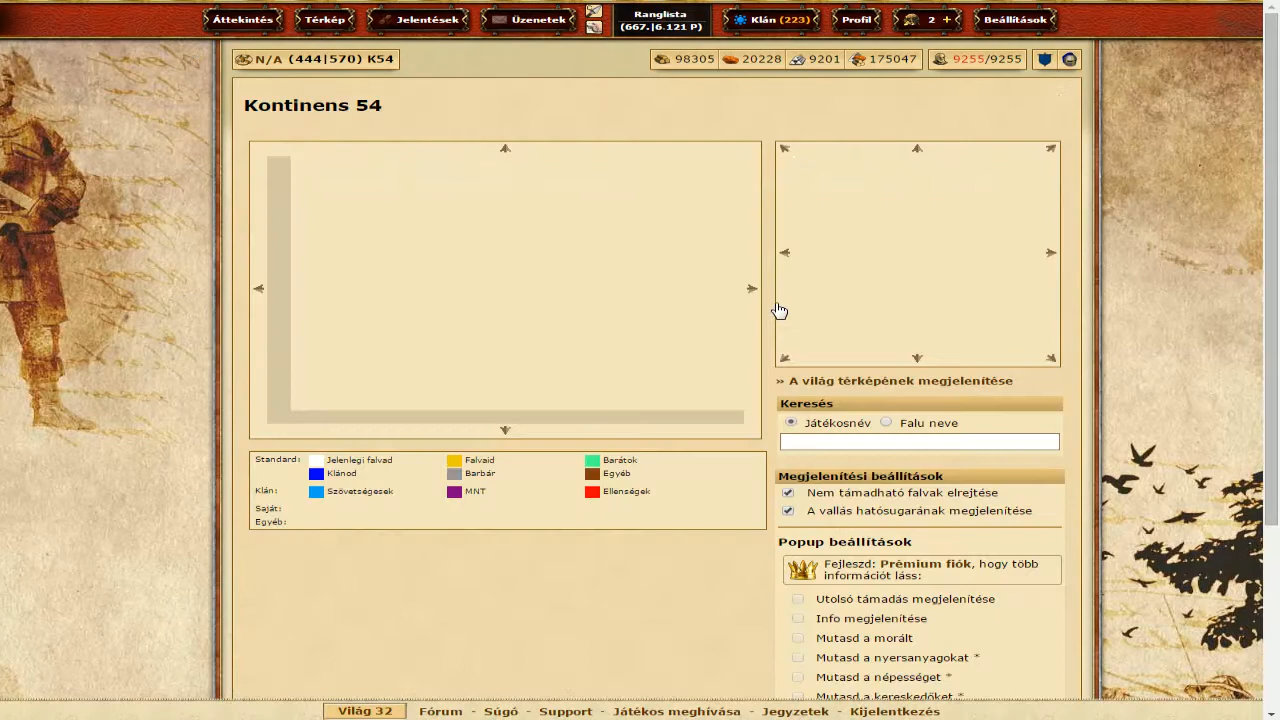 Áttekintés Térkép Jelentések Üzenetek Ranglista Klán (223) Profil 2 + Beállítások
(667.|6.121 P)
N/A (444|570) K54 98305 20228 9201 175047 9255/9255
Kontinens 54
» A világ térképének megjelenítése
Keresés
Játékosnév Falu neve
Standard: Jelenlegi falvad Falvaid Barátok
Klánod Barbár Egyéb
Klán: Szövetségesek MNT Ellenségek
Saját:
Egyéb:
Megjelenítési beállítások
Nem támadható falvak elrejtése
A vallás hatósugarának megjelenítése
Popup beállítások
Fejleszd: Prémium fiók, hogy több
információt láss:
Utolsó támadás megjelenítése
Info megjelenítése
Mutasd a morált
Mutasd a nyersanyagokat *
Mutasd a népességet *
Mutasd a kereskedőket *
Világ 32 Fórum - Súgó - Support - Játékos meghívása - Jegyzetek - Kijelentkezés